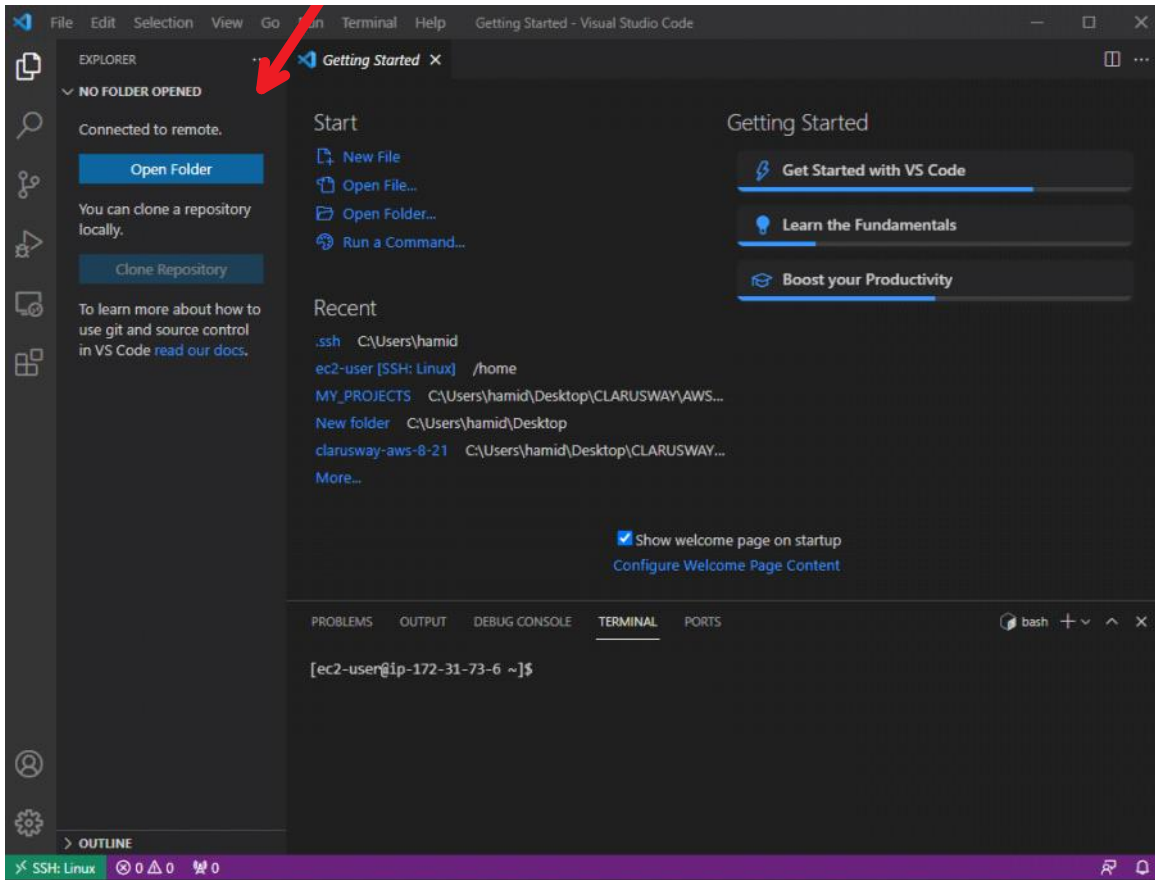 File Edit Selection View Go Run Terminal Help Getting Started - Visual Studio Code
EXPLORER
Getting Started
NO FOLDER OPENED
Connected to remote.
Open Folder
You can clone a repository
locally.
Clone Repository
To learn more about how to
use git and source control
in VS Code read our docs.
Start
New File
Open File...
Open Folder...
Run a Command...
Recent
.ssh C:\Users\hamid
ec2-user [SSH: Linux] /home
MY_PROJECTS C:\Users\hamid\Desktop\CLARUSWAY\AWS...
New folder C:\Users\hamid\Desktop
clarusway-aws-8-21 C:\Users\hamid\Desktop\CLARUSWAY...
More...
Getting Started
Get Started with VS Code
Learn the Fundamentals
Boost your Productivity
Show welcome page on startup
Configure Welcome Page Content
PROBLEMS OUTPUT DEBUG CONSOLE TERMINAL PORTS bash
[ec2-user@ip-172-31-73-6 ~]$
OUTLINE
SSH: Linux 0 0 0